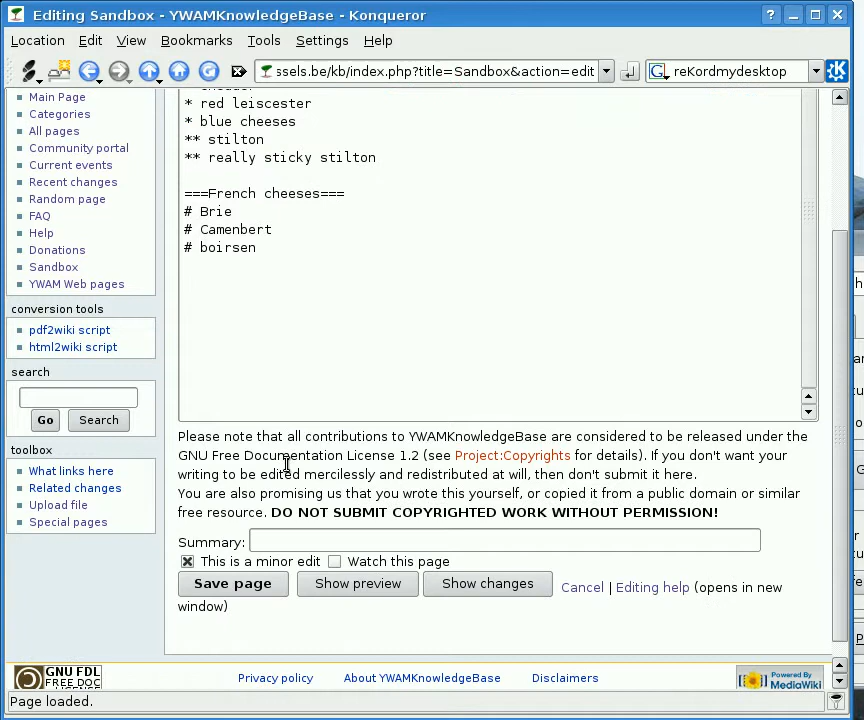 Editing Sandbox - YWAMKnowledgeBase - Konqueror
Location Edit View Bookmarks Tools Settings Help
ssels.be/kb/index.php?title=Sandbox&action=edit reKordmydesktop
Main Page
Categories
All pages
Community portal
Current events
Recent changes
Random page
FAQ
Help
Donations
Sandbox
YWAM Web pages
conversion tools
pdf2wiki script
html2wiki script
search
Go Search
toolbox
What links here
Related changes
Upload file
Special pages
* red leiscester
* blue cheeses
** stilton
** really sticky stilton
===French cheeses===
# Brie
# Camenbert
# boirsen
Please note that all contributions to YWAMKnowledgeBase are considered to be released under the
GNU Free Documentation License 1.2 (see Project:Copyrights for details). If you don't want your
writing to be edited mercilessly and redistributed at will, then don't submit it here.
You are also promising us that you wrote this yourself, or copied it from a public domain or similar
free resource. DO NOT SUBMIT COPYRIGHTED WORK WITHOUT PERMISSION!
Summary:
This is a minor edit Watch this page
Save page Show preview Show changes Cancel | Editing help (opens in new
window)
GNU FDL
FREE DOC
Privacy policy About YWAMKnowledgeBase Disclaimers
Powered By
MediaWiki
Page loaded.